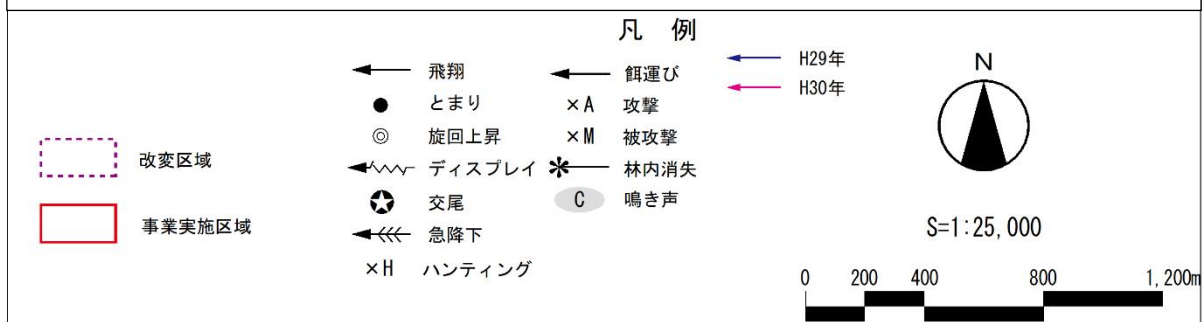 凡 例
改変区域
事業実施区域
飛翔
とまり
旋回上昇
ディスプレイ
交尾
急降下
×H ハンティング
餌運び
×A 攻撃
×M 被攻撃
林内消失
C 鳴き声
H29年
H30年
N
S=1:25,000
0 200 400 800 1,200m